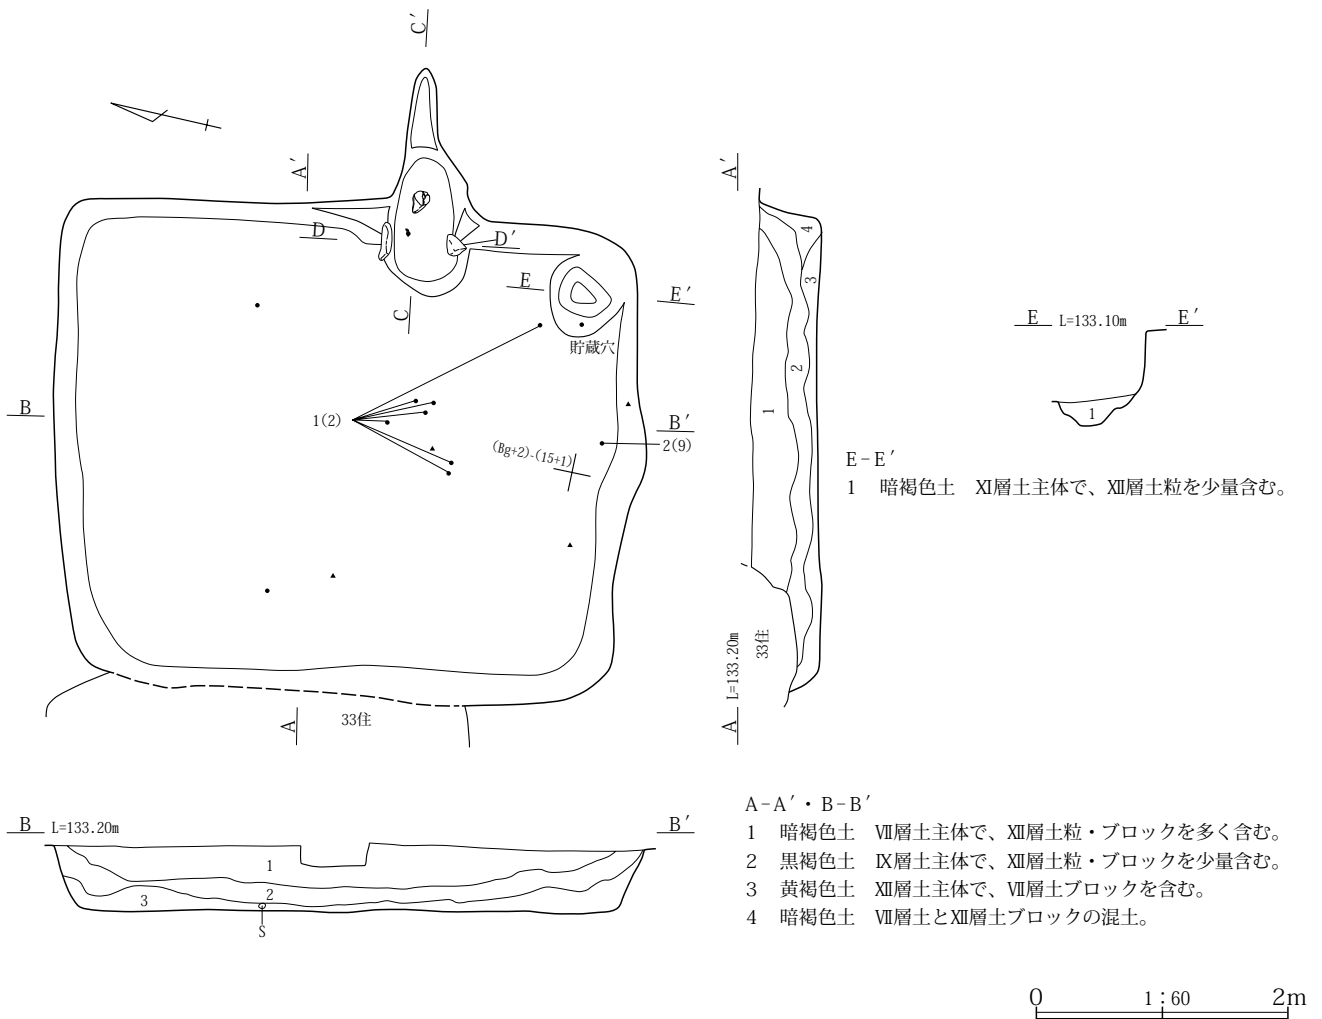 C′
A′
D
D′
E
E′
C
貯蔵穴
B
1(2)
B′
2(9)
(Bg+2)-(15+1)
A
33住
A′
4
3
2
1
33住
L=133.20m
A
E L=133.10m E′
1
E-E′
1 暗褐色土 Ⅺ層土主体で、Ⅻ層土粒を少量含む。
B L=133.20m B′
1
2
3
S
A-A′・B-B′
1 暗褐色土 Ⅶ層土主体で、Ⅻ層土粒・ブロックを多く含む。
2 黒褐色土 Ⅸ層土主体で、Ⅻ層土粒・ブロックを少量含む。
3 黄褐色土 Ⅻ層土主体で、Ⅶ層土ブロックを含む。
4 暗褐色土 Ⅶ層土とⅫ層土ブロックの混土。
0 1:60 2m